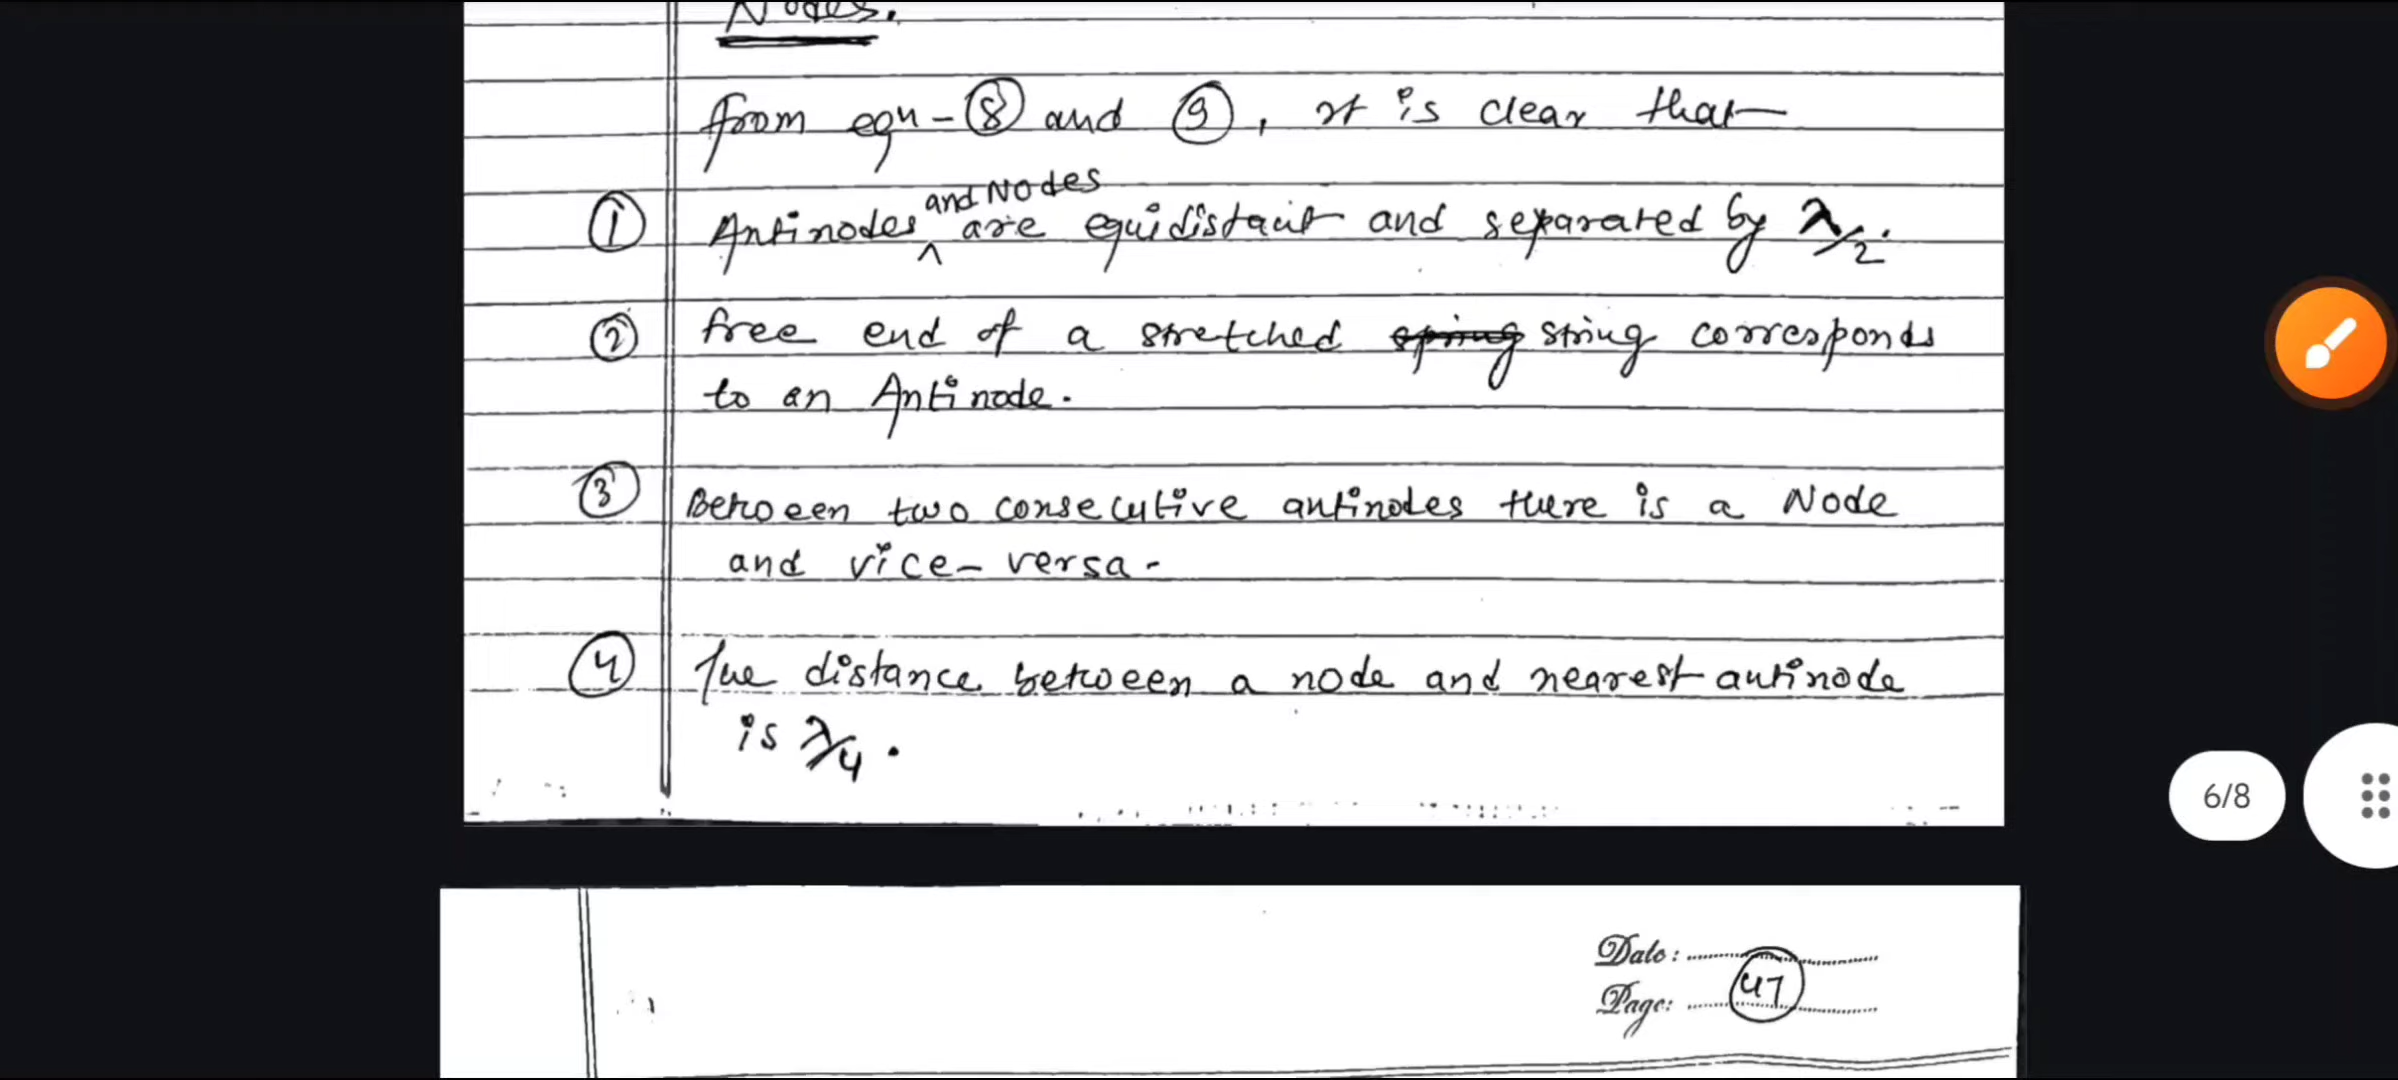 Nodes.
from eqn-⑧ and ⑨, it is clear that
① Antinodes and Nodes are equidistant and separated by λ/2.
② free end of a stretched spring string corresponds
to an Antinode.
③ Between two consecutive antinodes there is a Node
and vice-versa.
④ The distance between a node and nearest antinode
is λ/4.
6/8
Date:
Page: 47